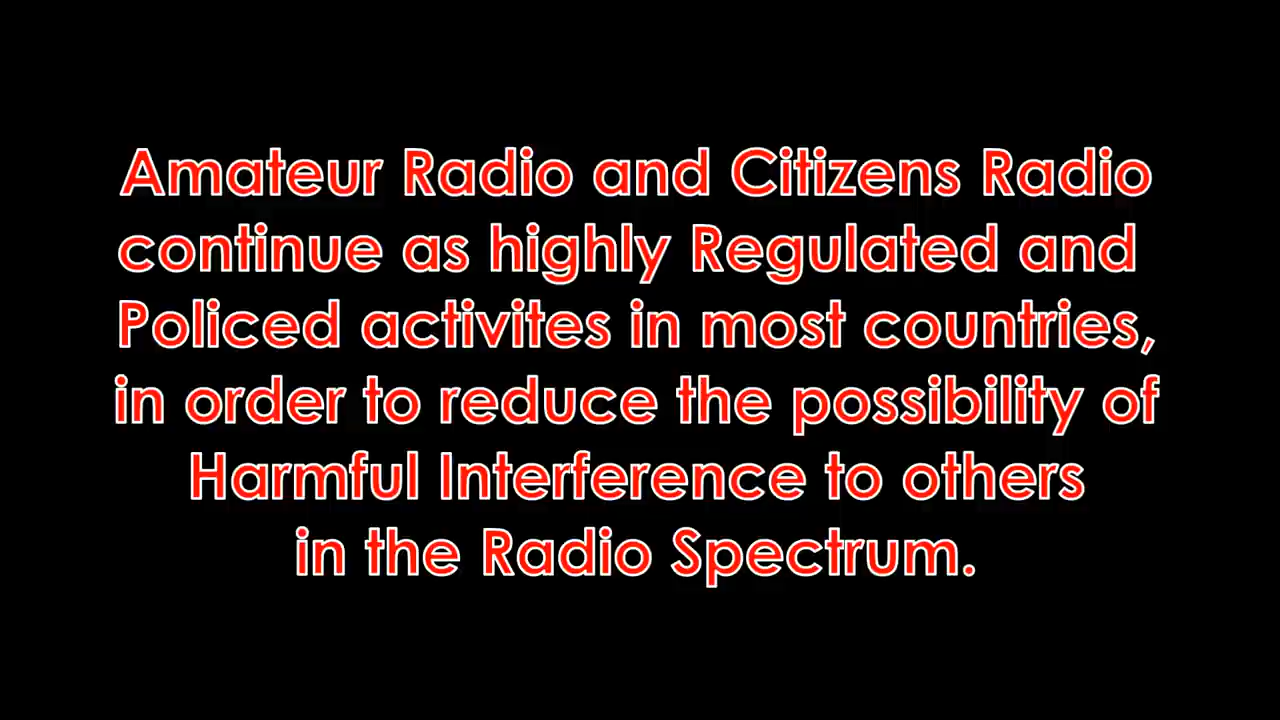 Amateur Radio and Citizens Radio
continue as highly Regulated and
Policed activites in most countries,
in order to reduce the possibility of
Harmful Interference to others
in the Radio Spectrum.